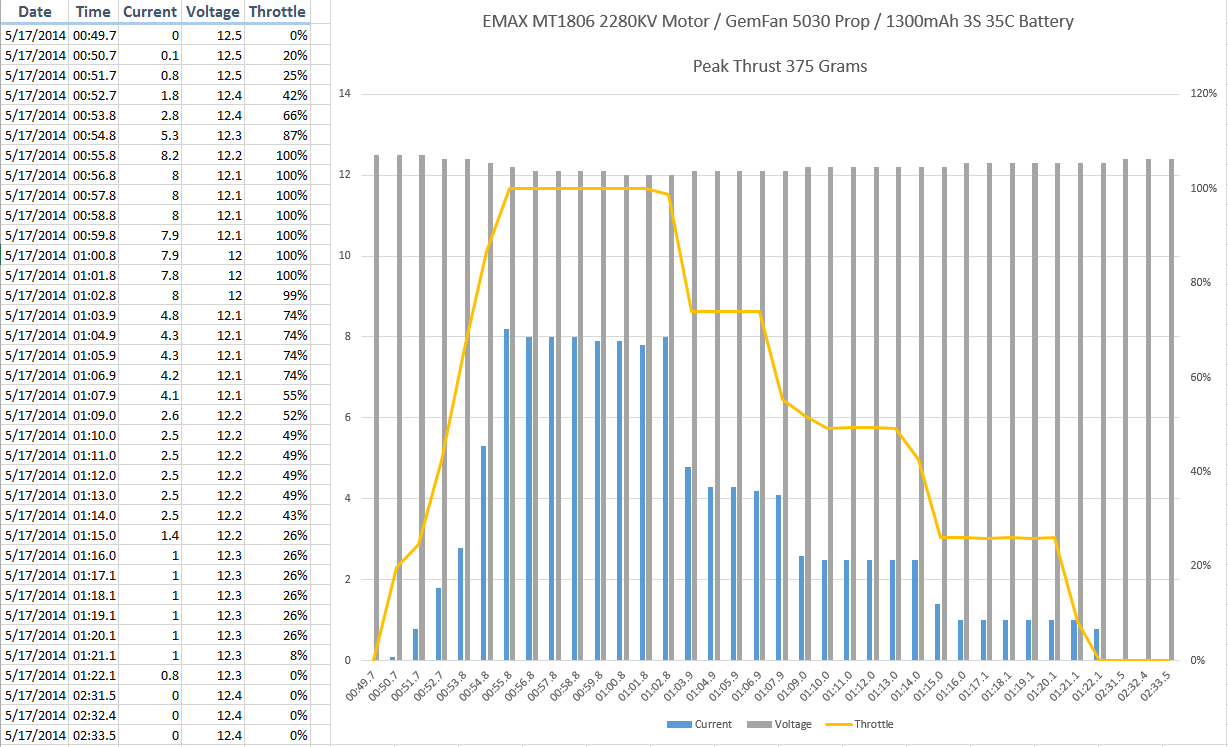 Date Time Current Voltage Throttle
5/17/2014 00:49.7 0 12.5 0%
5/17/2014 00:50.7 0.1 12.5 20%
5/17/2014 00:51.7 0.8 12.5 25%
5/17/2014 00:52.7 1.8 12.4 42%
5/17/2014 00:53.8 2.8 12.4 66%
5/17/2014 00:54.8 5.3 12.3 87%
5/17/2014 00:55.8 8.2 12.2 100%
5/17/2014 00:56.8 8 12.1 100%
5/17/2014 00:57.8 8 12.1 100%
5/17/2014 00:58.8 8 12.1 100%
5/17/2014 00:59.8 7.9 12.1 100%
5/17/2014 01:00.8 7.9 12 100%
5/17/2014 01:01.8 7.8 12 100%
5/17/2014 01:02.8 8 12 99%
5/17/2014 01:03.9 4.8 12.1 74%
5/17/2014 01:04.9 4.3 12.1 74%
5/17/2014 01:05.9 4.3 12.1 74%
5/17/2014 01:06.9 4.2 12.1 74%
5/17/2014 01:07.9 4.1 12.1 55%
5/17/2014 01:09.0 2.6 12.2 52%
5/17/2014 01:10.0 2.5 12.2 49%
5/17/2014 01:11.0 2.5 12.2 49%
5/17/2014 01:12.0 2.5 12.2 49%
5/17/2014 01:13.0 2.5 12.2 49%
5/17/2014 01:14.0 2.5 12.2 43%
5/17/2014 01:15.0 1.4 12.2 26%
5/17/2014 01:16.0 1 12.3 26%
5/17/2014 01:17.1 1 12.3 26%
5/17/2014 01:18.1 1 12.3 26%
5/17/2014 01:19.1 1 12.3 26%
5/17/2014 01:20.1 1 12.3 26%
5/17/2014 01:21.1 1 12.3 8%
5/17/2014 01:22.1 0.8 12.3 0%
5/17/2014 02:31.5 0 12.4 0%
5/17/2014 02:32.4 0 12.4 0%
5/17/2014 02:33.5 0 12.4 0%
EMAX MT1806 2280KV Motor / GemFan 5030 Prop / 1300mAh 3S 35C Battery
Peak Thrust 375 Grams
14
12
10
8
6
4
2
0
120%
100%
80%
60%
40%
20%
0%
00:49.7
00:50.7
00:51.7
00:52.7
00:53.8
00:54.8
00:55.8
00:56.8
00:57.8
00:58.8
00:59.8
01:00.8
01:01.8
01:02.8
01:03.9
01:04.9
01:05.9
01:06.9
01:07.9
01:09.0
01:10.0
01:11.0
01:12.0
01:13.0
01:14.0
01:15.0
01:16.0
01:17.1
01:18.1
01:19.1
01:20.1
01:21.1
01:22.1
02:31.5
02:32.4
02:33.5
Current Voltage Throttle